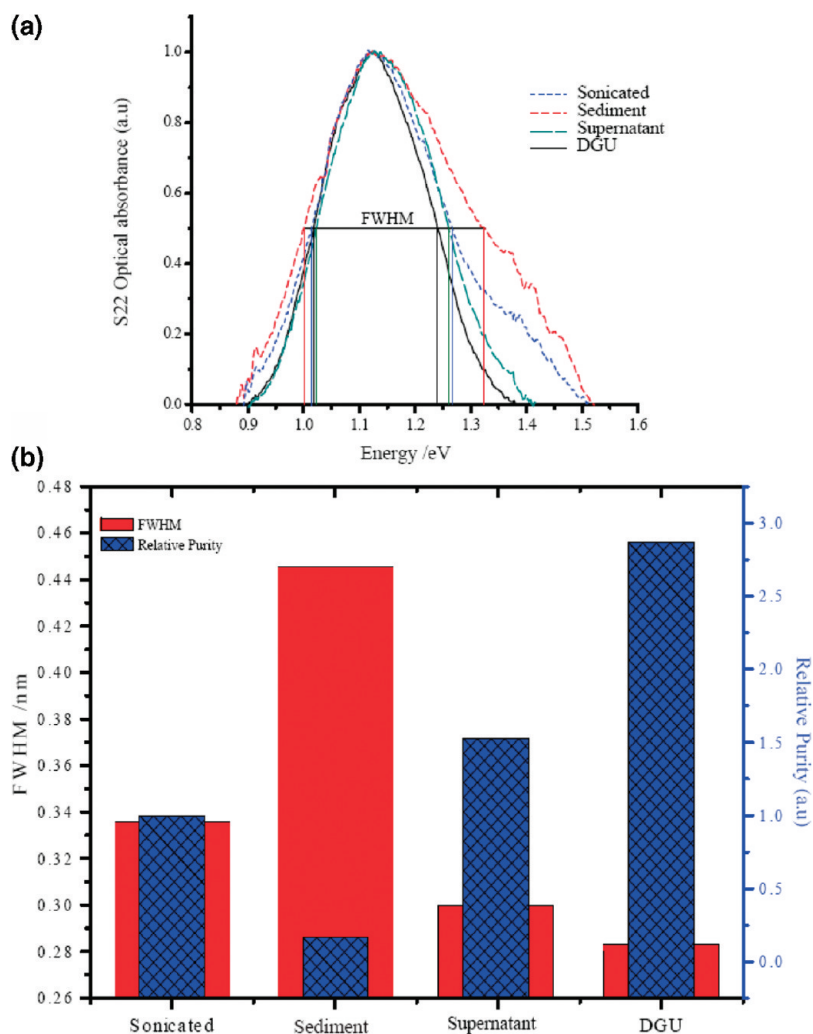 (a)
1.0
0.8
0.6
0.4
0.2
0.0
S22 Optical absorbance (a.u)
Sonicated
Sediment
Supernatant
DGU
FWHM
0.8 0.9 1.0 1.1 1.2 1.3 1.4 1.5 1.6
Energy /eV
(b)
0.48
0.46
0.44
0.42
0.40
0.38
0.36
0.34
0.32
0.30
0.28
0.26
FWHM /nm
FWHM
Relative Purity
3.0
2.5
2.0
1.5
1.0
0.5
0.0
Relative Purity (a.u)
Sonicated Sediment Supernatant DGU